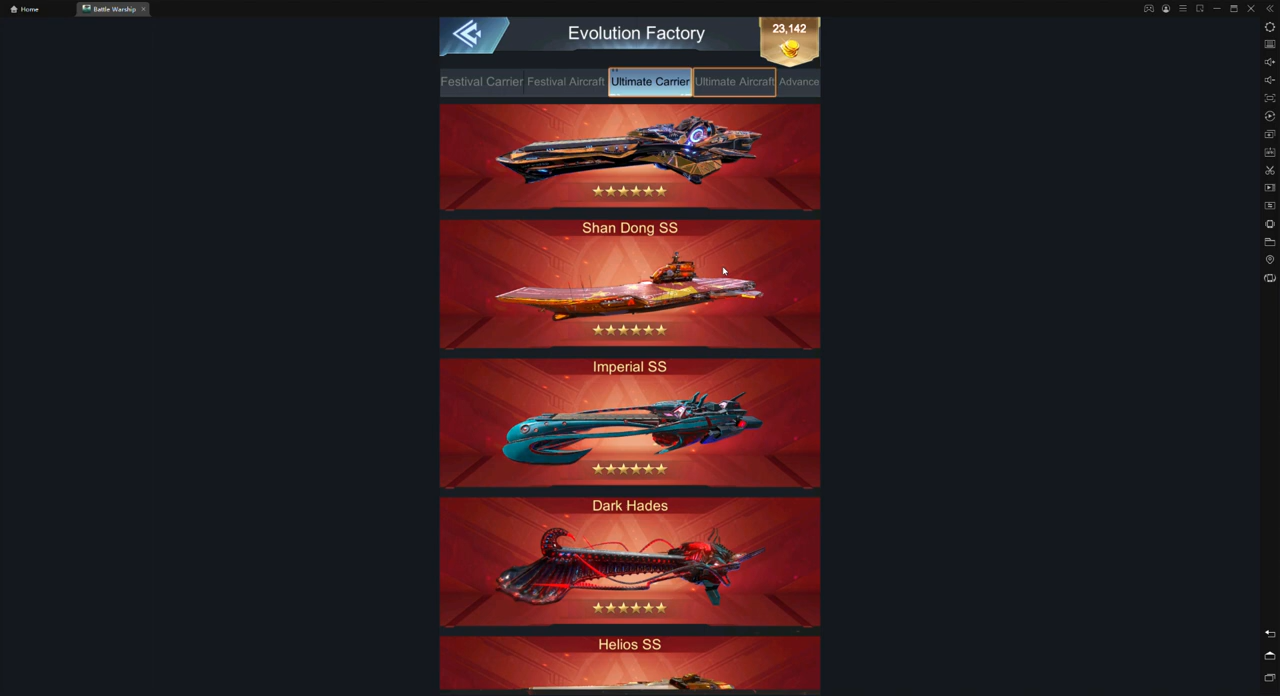 Home
Battle Warship
Evolution Factory
23,142
Festival Carrier
Festival Aircraft
Ultimate Carrier
Ultimate Aircraft
Advance
Shan Dong SS
Imperial SS
Dark Hades
Helios SS